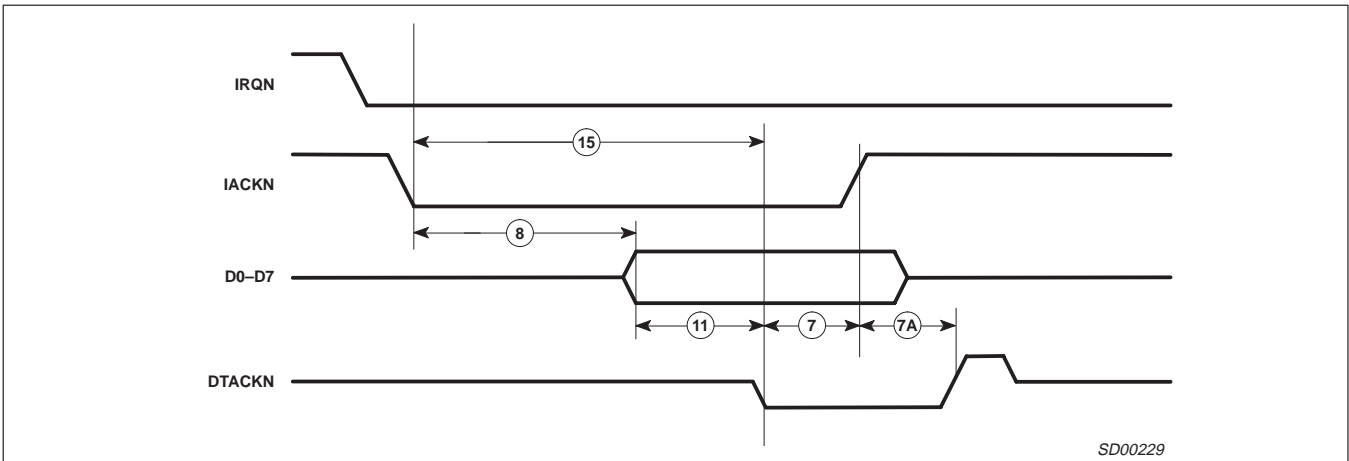 IRQN
15
IACKN
8
D0–D7
11
7
7A
DTACKN
SD00229